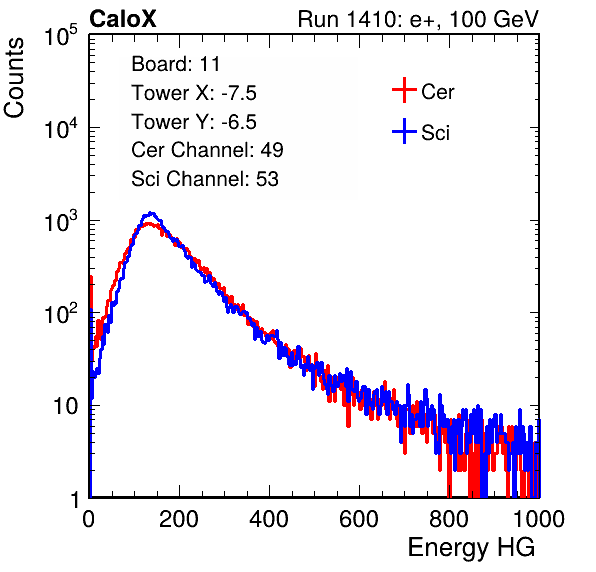 CaloX Run 1410: e+, 100 GeV
Counts
Board: 11
Tower X: -7.5
Tower Y: -6.5
Cer Channel: 49
Sci Channel: 53
Cer
Sci
10^5
10^4
10^3
10^2
10
1
0 200 400 600 800 1000
Energy HG